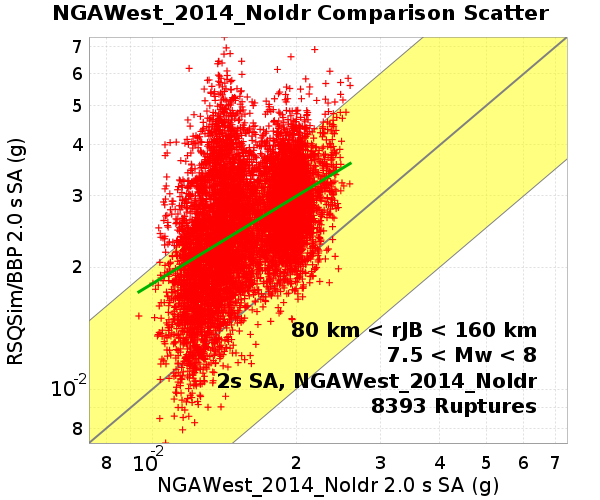 NGAWest_2014_NoIdr Comparison Scatter
RSQSim/BBP 2.0 s SA (g)
7
6
5
4
3
2
10-2
8
80 km < rJB < 160 km
7.5 < Mw < 8
2s SA, NGAWest_2014_NoIdr
8393 Ruptures
8 10-2 2 3 4 5 6 7
NGAWest_2014_NoIdr 2.0 s SA (g)